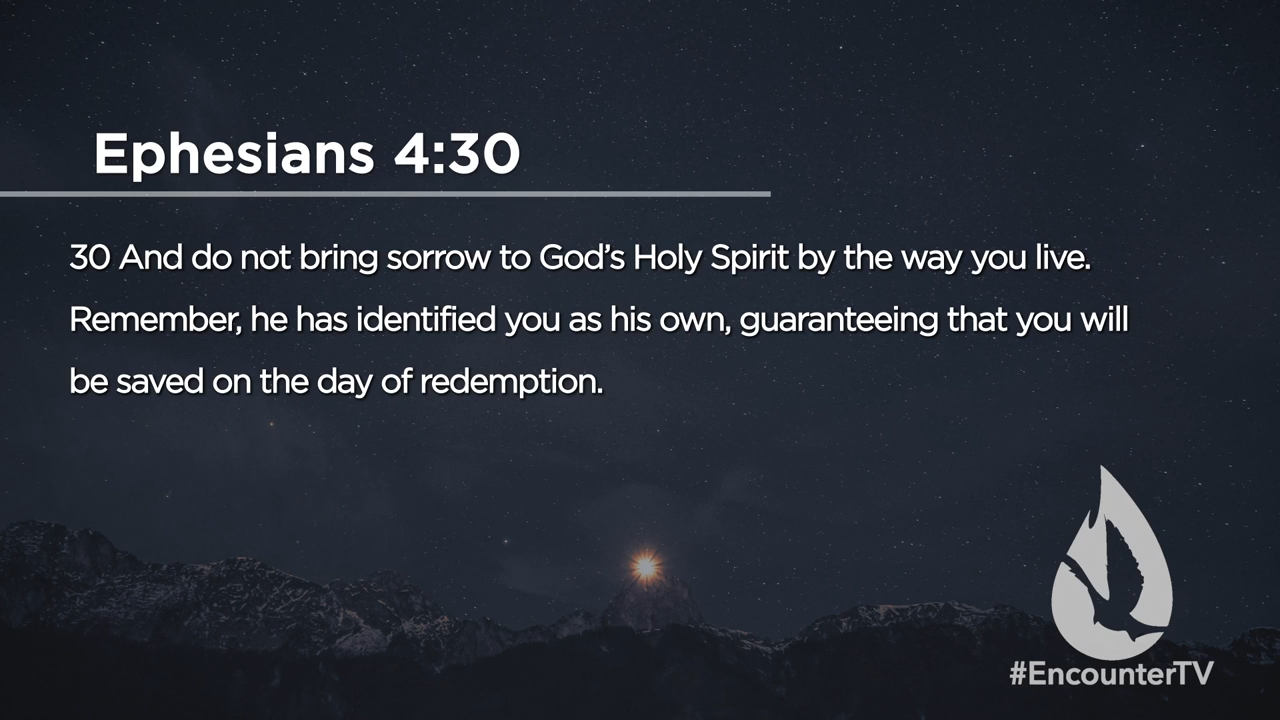 Ephesians 4:30
30 And do not bring sorrow to God’s Holy Spirit by the way you live.
Remember, he has identified you as his own, guaranteeing that you will
be saved on the day of redemption.
#EncounterTV